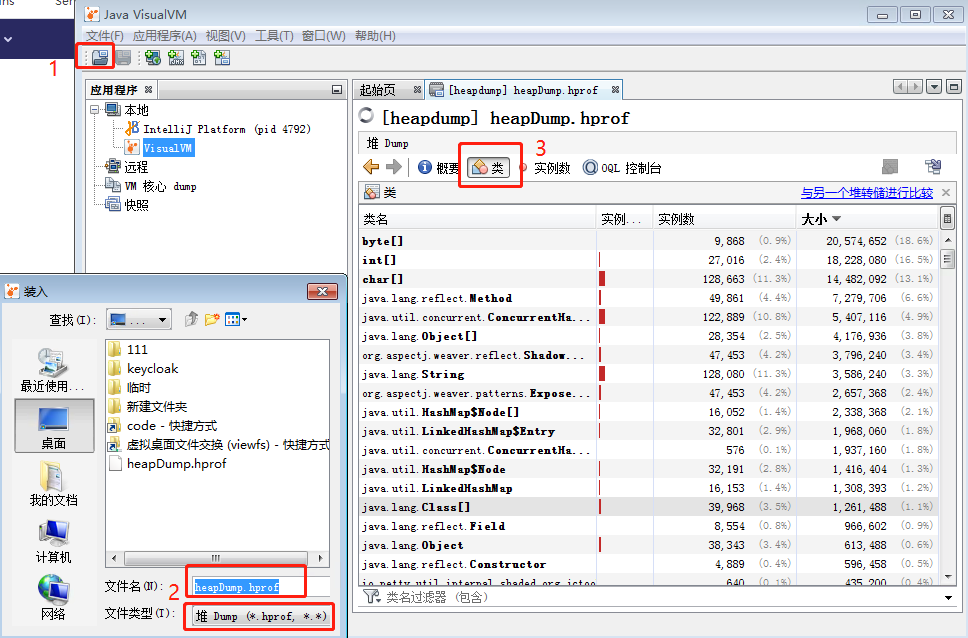 Java VisualVM
文件(F) 应用程序(A) 视图(V) 工具(T) 窗口(W) 帮助(H)
1
应用程序
本地
IntelliJ Platform (pid 4792)
VisualVM
远程
VM 核心 dump
快照
起始页 [heapdump] heapDump.hprof
[heapdump] heapDump.hprof
堆 Dump
3
概要 类 实例数 OQL 控制台
类 与另一个堆转储进行比较
类名 实例... 实例数 大小
byte[] 9,868 (0.9%) 20,574,652 (18.6%)
int[] 27,016 (2.4%) 18,228,080 (16.5%)
char[] 128,663 (11.3%) 14,482,092 (13.1%)
java.lang.reflect.Method 49,861 (4.4%) 7,279,706 (6.6%)
java.util.concurrent.ConcurrentHa... 122,889 (10.8%) 5,407,116 (4.9%)
java.lang.Object[] 28,354 (2.5%) 4,176,936 (3.8%)
org.aspectj.weaver.reflect.Shadow... 47,453 (4.2%) 3,796,240 (3.4%)
java.lang.String 128,080 (11.3%) 3,586,240 (3.3%)
org.aspectj.weaver.patterns.Expose... 47,453 (4.2%) 2,657,368 (2.4%)
java.util.HashMap$Node[] 16,052 (1.4%) 2,338,368 (2.1%)
java.util.LinkedHashMap$Entry 32,801 (2.9%) 1,968,060 (1.8%)
java.util.concurrent.ConcurrentHa... 576 (0.1%) 1,937,160 (1.8%)
java.util.HashMap$Node 32,191 (2.8%) 1,416,404 (1.3%)
java.util.LinkedHashMap 16,153 (1.4%) 1,308,393 (1.2%)
java.lang.Class[] 39,968 (3.5%) 1,261,488 (1.1%)
java.lang.reflect.Field 8,554 (0.8%) 966,602 (0.9%)
java.lang.Object 38,343 (3.4%) 613,488 (0.6%)
java.lang.reflect.Constructor 4,889 (0.4%) 596,458 (0.5%)
io.netty.util.internal.shaded.org.jctoo 640 (0.1%) 435,200 (0.4%)
类名过滤器 (包含)
装入
查找(I): ...
最近使用...
桌面
我的文档
计算机
网络
111
keycloak
临时
新建文件夹
code - 快捷方式
虚拟桌面文件交换 (viewfs) - 快捷方式
heapDump.hprof
2
文件名(N): heapDump.hprof
文件类型(T): 堆 Dump (*.hprof, *.*)